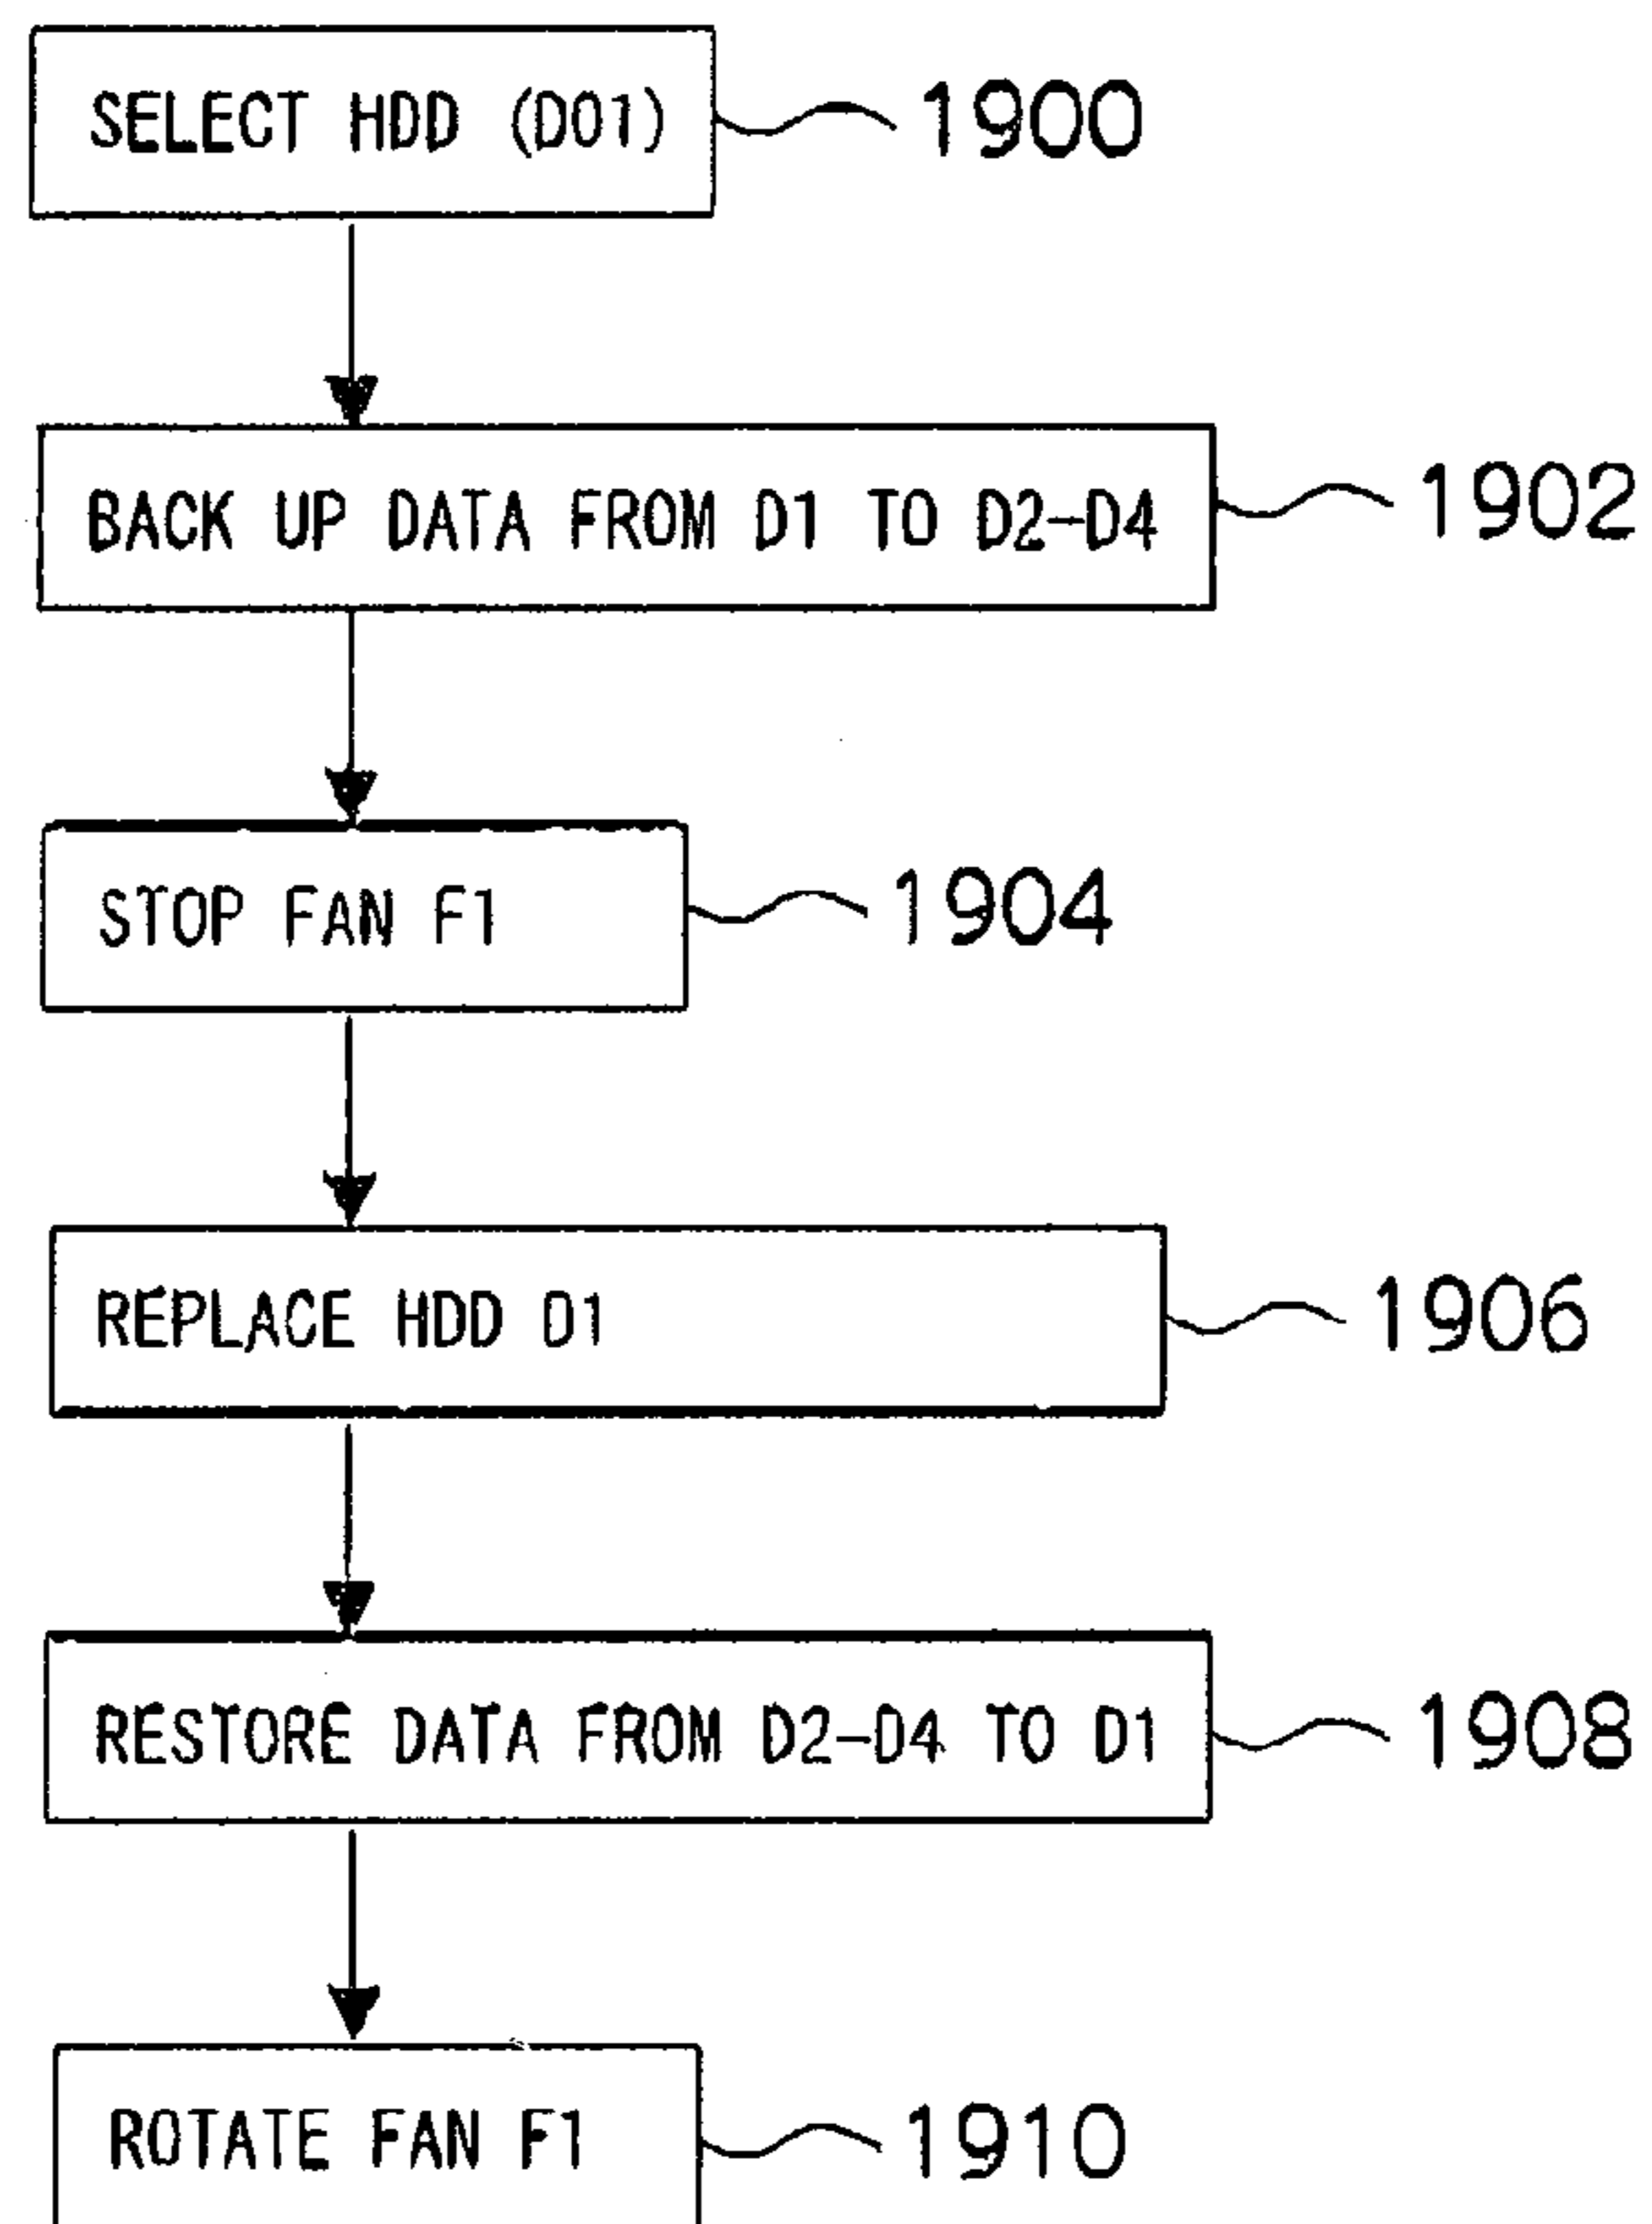 SELECT HDD (D01) 1900
BACK UP DATA FROM D1 TO D2-D4 1902
STOP FAN F1 1904
REPLACE HDD D1 1906
RESTORE DATA FROM D2-D4 TO D1 1908
ROTATE FAN F1 1910